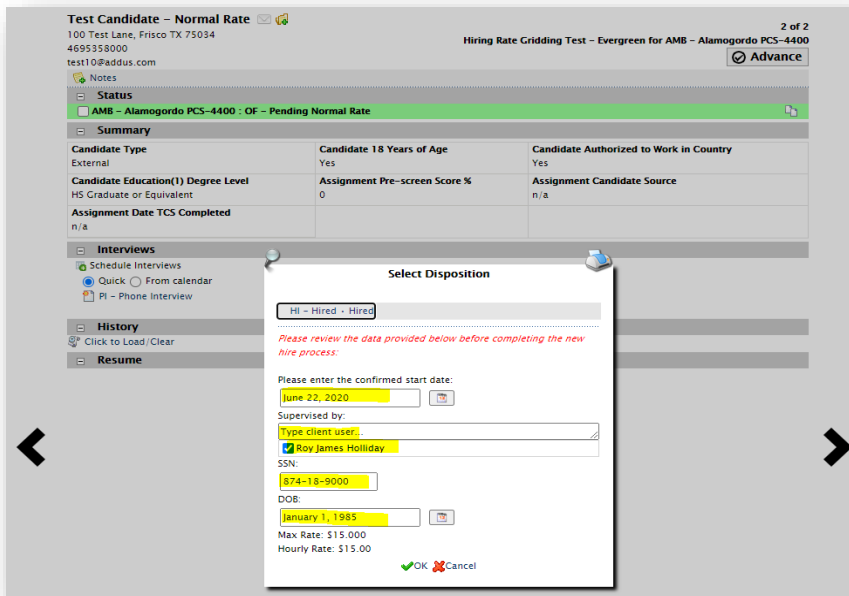 Test Candidate – Normal Rate
100 Test Lane, Frisco TX 75034
4695358000
test10@addus.com
2 of 2
Hiring Rate Gridding Test – Evergreen for AMB – Alamogordo PCS-4400
Advance
Notes
Status
AMB – Alamogordo PCS-4400 : OF – Pending Normal Rate
Summary
Candidate Type
External
Candidate 18 Years of Age
Yes
Candidate Authorized to Work in Country
Yes
Candidate Education(1) Degree Level
HS Graduate or Equivalent
Assignment Pre-screen Score %
0
Assignment Candidate Source
n/a
Assignment Date TCS Completed
n/a
Interviews
Schedule Interviews
Quick From calendar
PI – Phone Interview
History
Click to Load/Clear
Resume
Select Disposition
HI – Hired • Hired
Please review the data provided below before completing the new
hire process:
Please enter the confirmed start date:
June 22, 2020
Supervised by:
Type client user...
Roy James Holliday
SSN:
874-18-9000
DOB:
January 1, 1985
Max Rate: $15.000
Hourly Rate: $15.00
OK Cancel